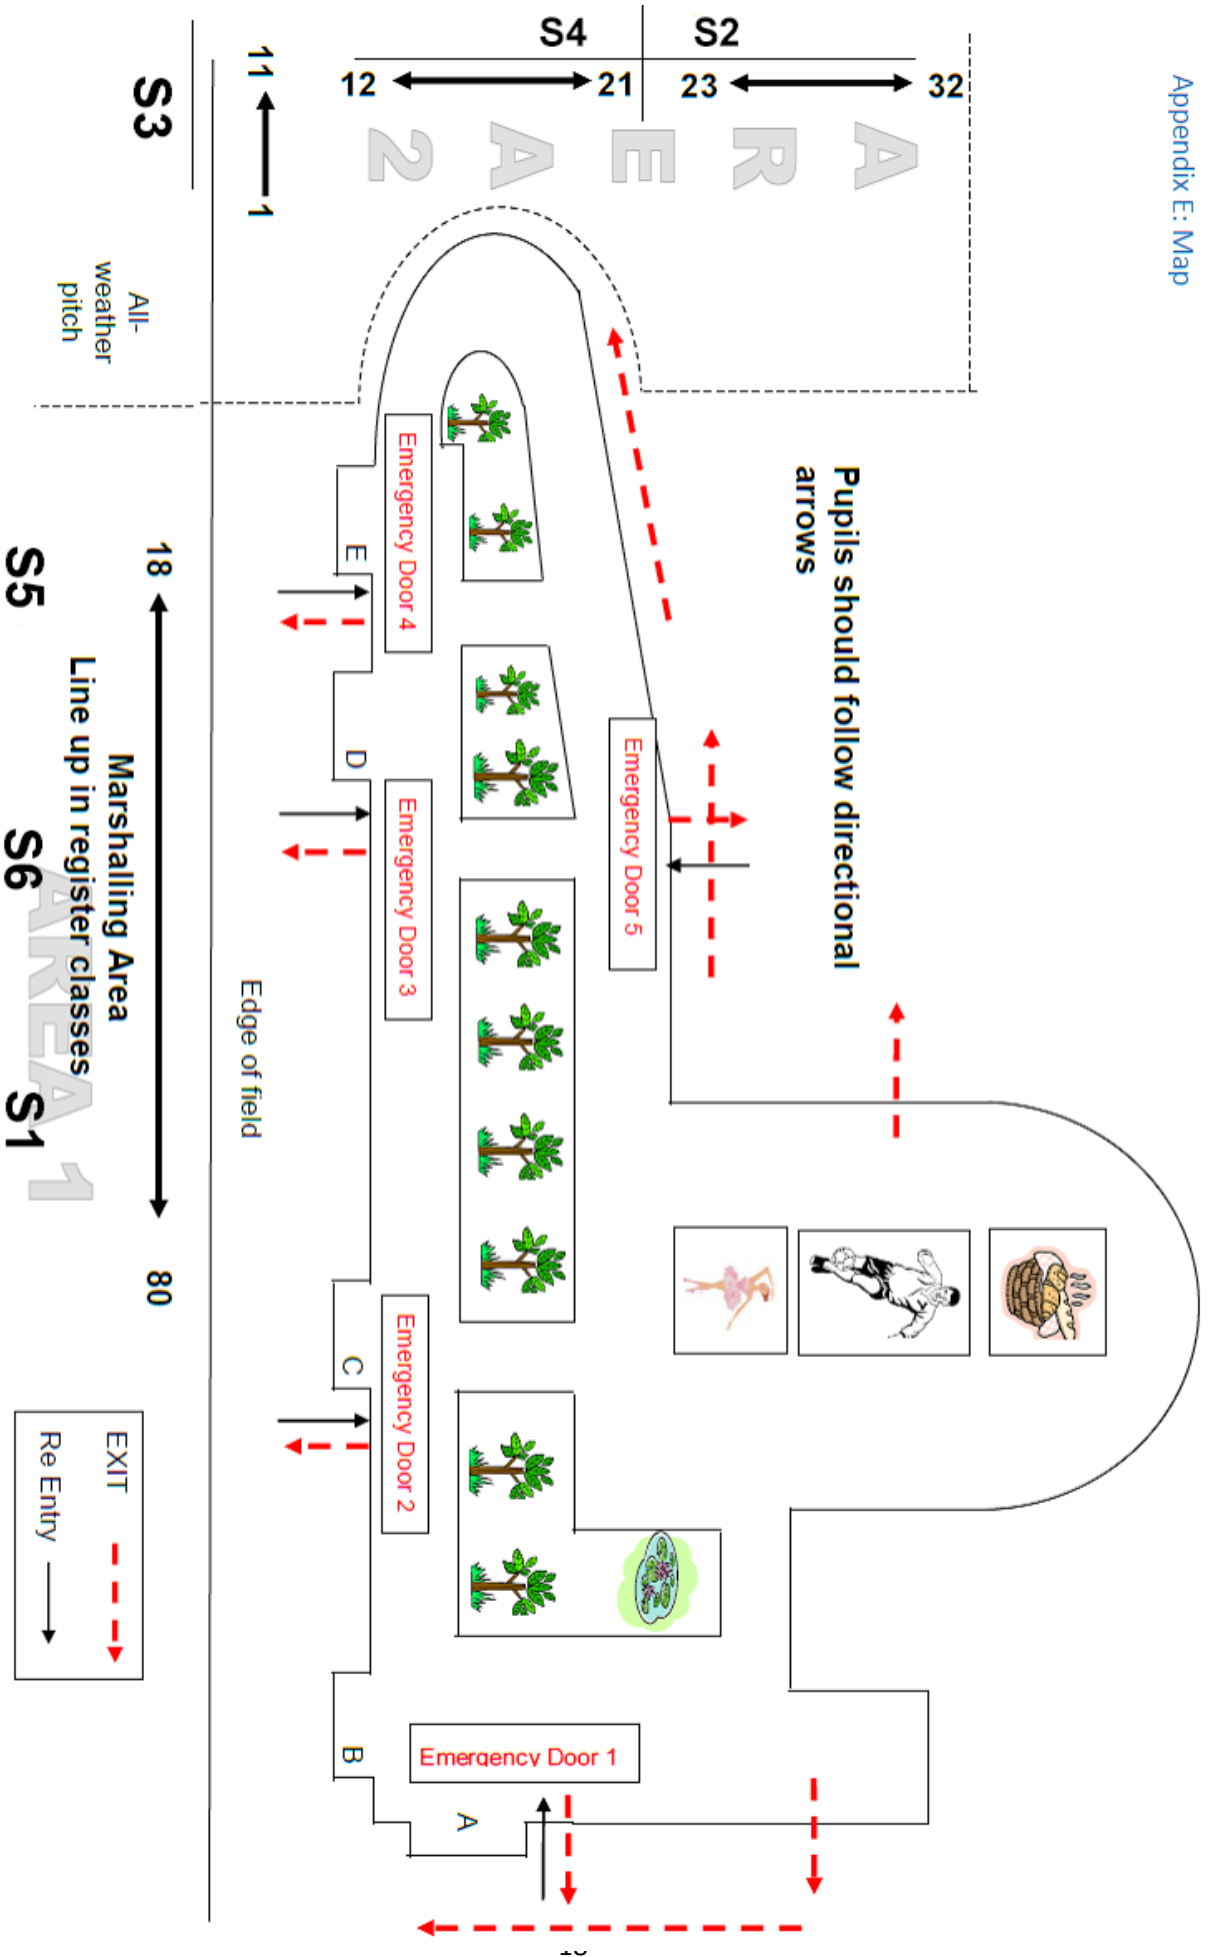 Appendix E: Map
S4
S2
12
21
23
32
11
1
S3
AREA 2
All-
weather
pitch
Pupils should follow directional
arrows
Emergency Door 4
E
Emergency Door 5
D
Emergency Door 3
18
80
Marshalling Area
Line up in register classes
S5
S6
S1
AREA 1
Edge of field
C
Emergency Door 2
B
Emergency Door 1
A
EXIT
Re Entry